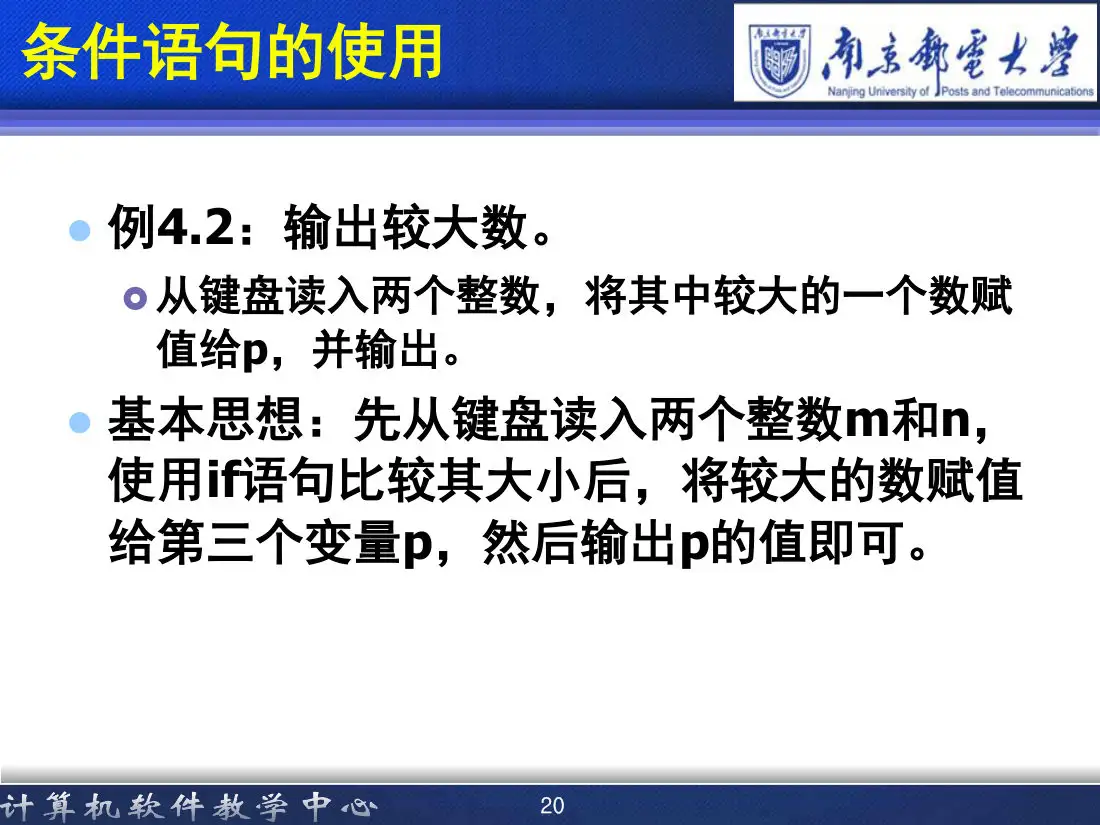 条件语句的使用
南京郵電大學
Nanjing University of Posts and Telecommunications
例4.2：输出较大数。
从键盘读入两个整数，将其中较大的一个数赋
值给p，并输出。
基本思想：先从键盘读入两个整数m和n，
使用if语句比较其大小后，将较大的数赋值
给第三个变量p，然后输出p的值即可。
计算机软件教学中心
20